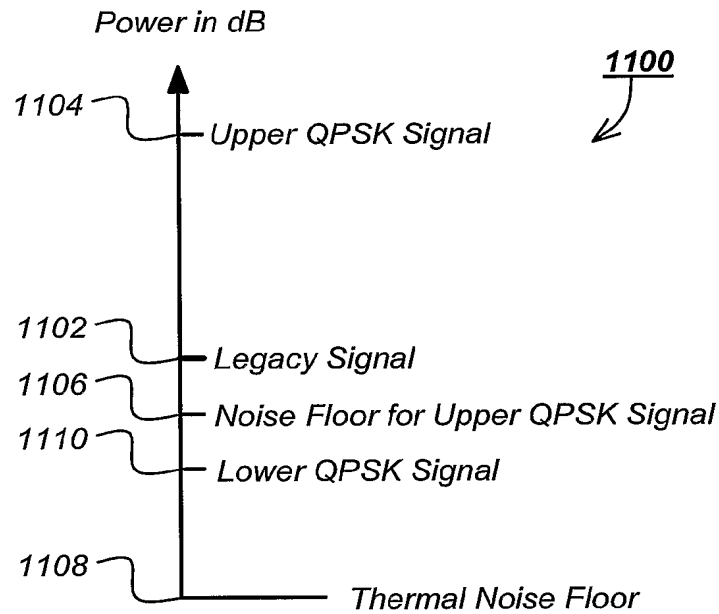 Power in dB
1100
1104
Upper QPSK Signal
1102
Legacy Signal
1106
Noise Floor for Upper QPSK Signal
1110
Lower QPSK Signal
1108
Thermal Noise Floor